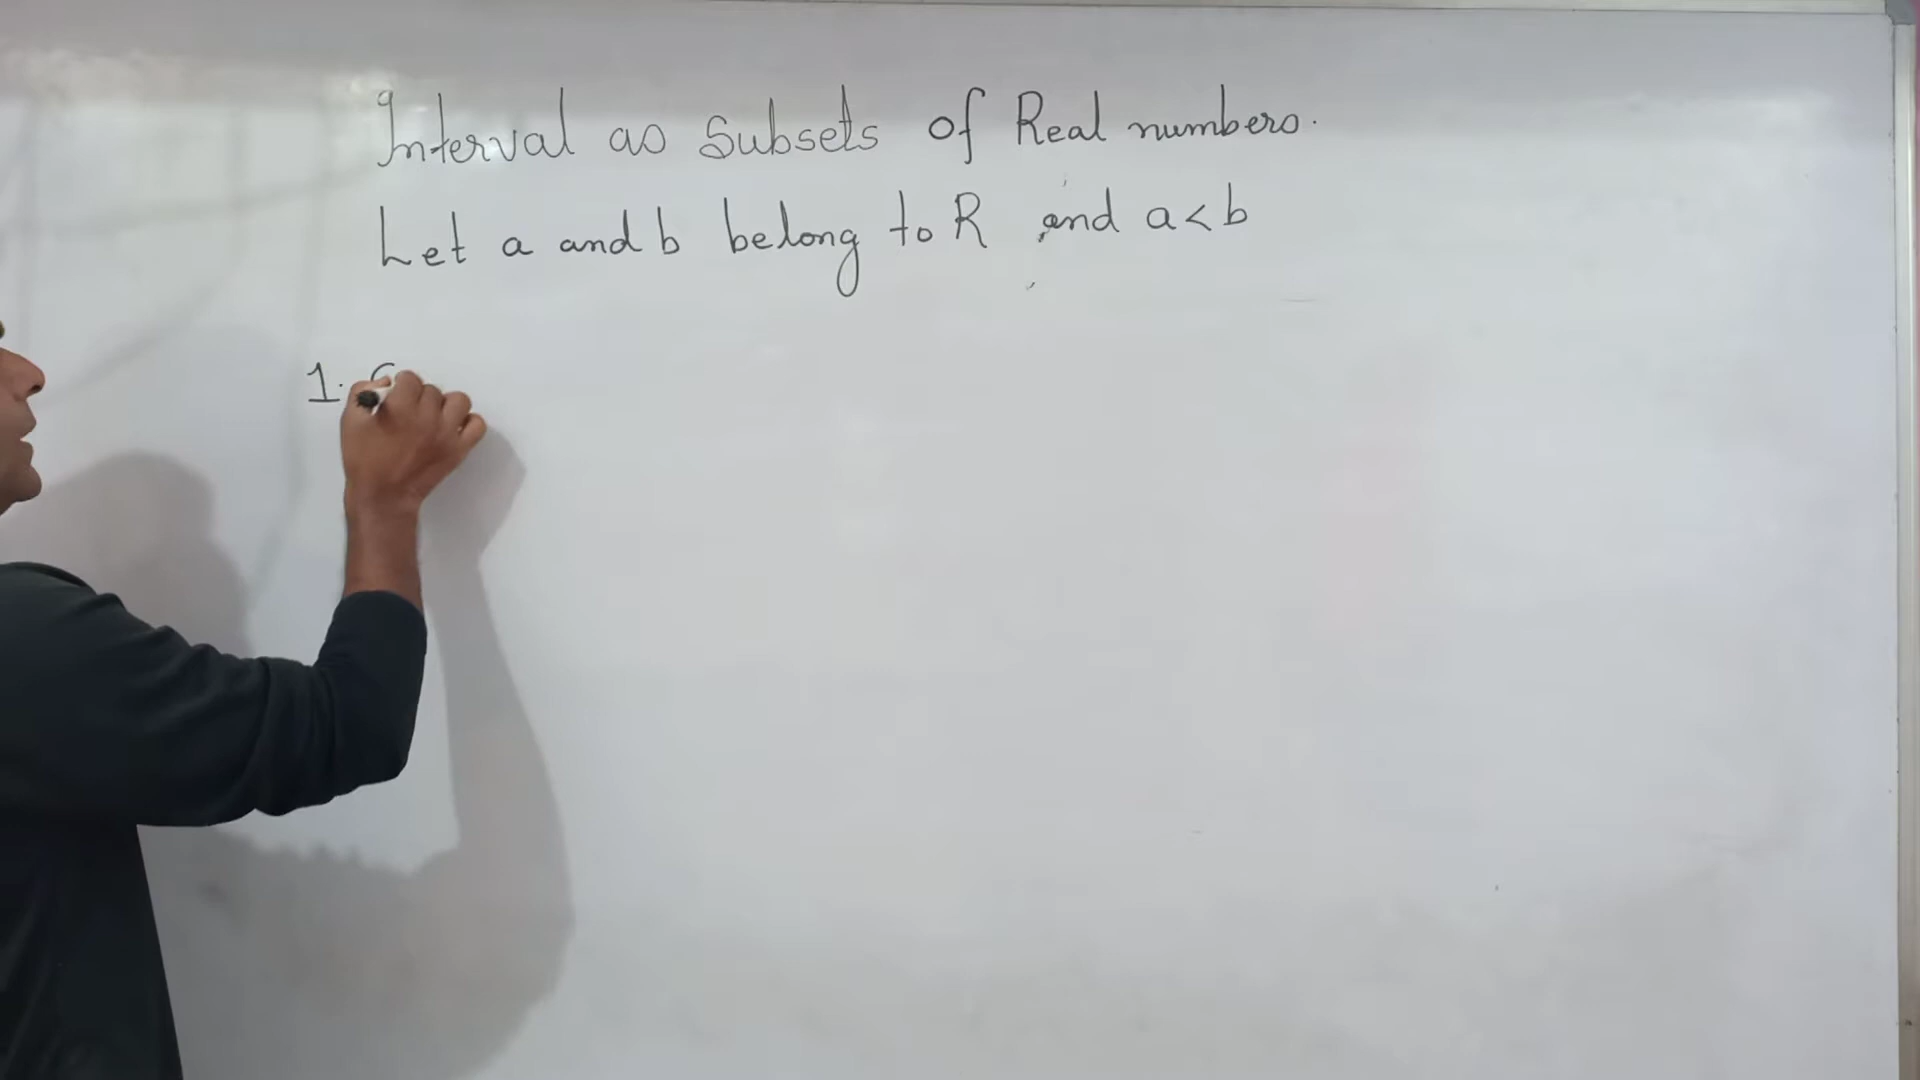 Interval as Subsets of Real numbers.
Let a and b belong to R and a<b
1.